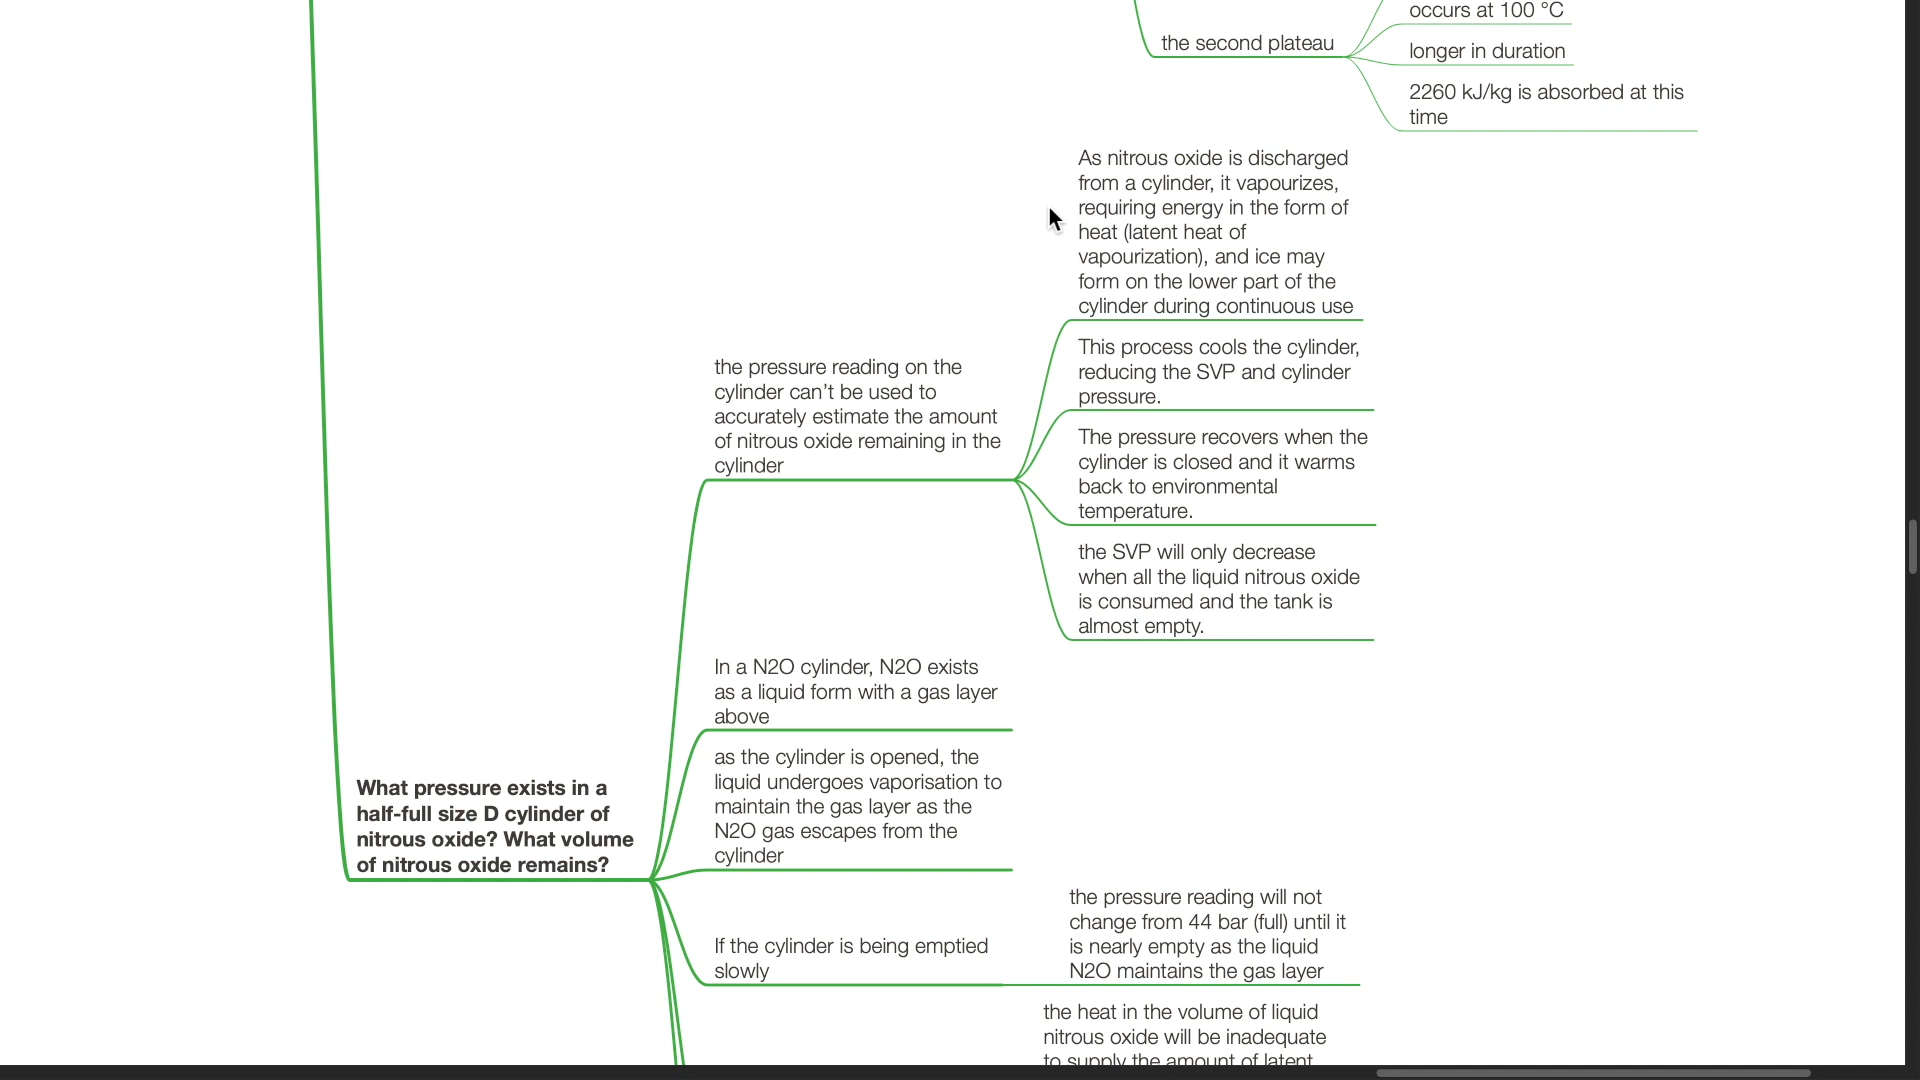 occurs at 100 °C
the second plateau
longer in duration
2260 kJ/kg is absorbed at this
time
As nitrous oxide is discharged
from a cylinder, it vapourizes,
requiring energy in the form of
heat (latent heat of
vapourization), and ice may
form on the lower part of the
cylinder during continuous use
the pressure reading on the
cylinder can’t be used to
accurately estimate the amount
of nitrous oxide remaining in the
cylinder
This process cools the cylinder,
reducing the SVP and cylinder
pressure.
The pressure recovers when the
cylinder is closed and it warms
back to environmental
temperature.
the SVP will only decrease
when all the liquid nitrous oxide
is consumed and the tank is
almost empty.
In a N2O cylinder, N2O exists
as a liquid form with a gas layer
above
What pressure exists in a
half-full size D cylinder of
nitrous oxide? What volume
of nitrous oxide remains?
as the cylinder is opened, the
liquid undergoes vaporisation to
maintain the gas layer as the
N2O gas escapes from the
cylinder
If the cylinder is being emptied
slowly
the pressure reading will not
change from 44 bar (full) until it
is nearly empty as the liquid
N2O maintains the gas layer
the heat in the volume of liquid
nitrous oxide will be inadequate
to supply the amount of latent